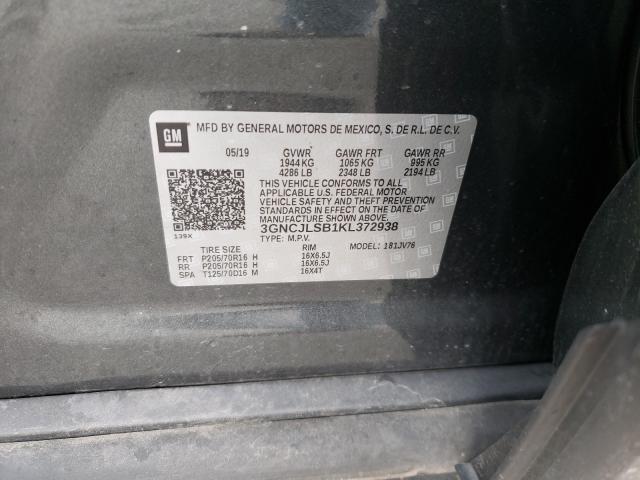 GM
MFD BY GENERAL MOTORS DE MEXICO, S. DE R.L. DE C.V.
05/19 GVWR GAWR FRT GAWR RR
1944 KG 1065 KG 995 KG
4286 LB 2348 LB 2194 LB
THIS VEHICLE CONFORMS TO ALL
APPLICABLE U.S. FEDERAL MOTOR
VEHICLE SAFETY AND THEFT PREVENTION
STANDARDS IN EFFECT ON THE DATE OF
MANUFACTURE SHOWN ABOVE.
3GNCJLSB1KL372938
139X
TYPE: M.P.V. MODEL: 181JV76
TIRE SIZE RIM
FRT P205/70R16 H 16X6.5J
RR P205/70R16 H 16X6.5J
SPA T125/70D16 M 16X4T